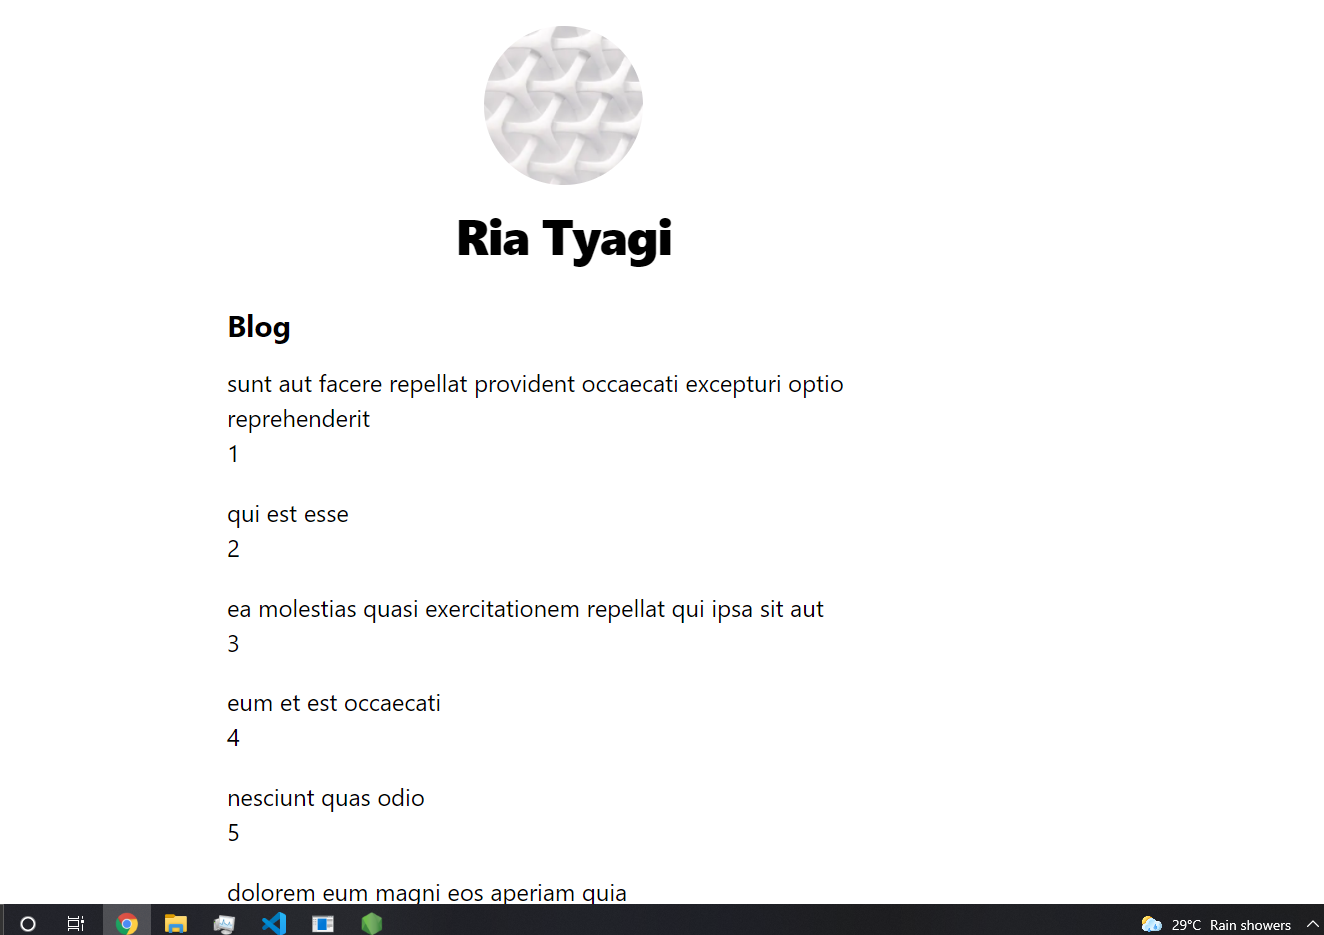 Ria Tyagi
Blog
sunt aut facere repellat provident occaecati excepturi optio
reprehenderit
1
qui est esse
2
ea molestias quasi exercitationem repellat qui ipsa sit aut
3
eum et est occaecati
4
nesciunt quas odio
5
dolorem eum magni eos aperiam quia
29°C Rain showers